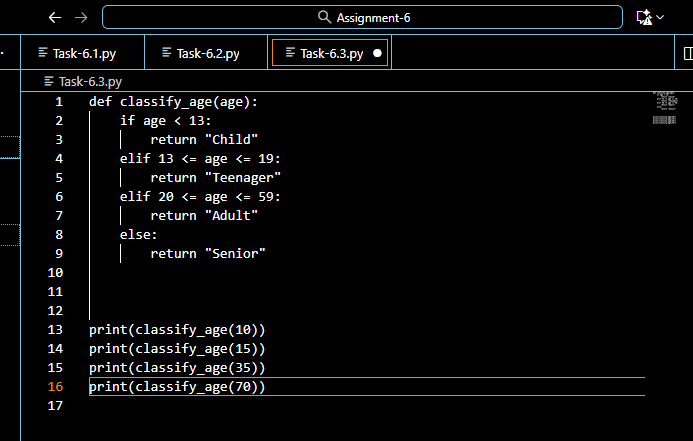 Assignment-6
Task-6.1.py Task-6.2.py Task-6.3.py
Task-6.3.py
1 def classify_age(age):
2     if age < 13:
3         return "Child"
4     elif 13 <= age <= 19:
5         return "Teenager"
6     elif 20 <= age <= 59:
7         return "Adult"
8     else:
9         return "Senior"
10
11
12
13 print(classify_age(10))
14 print(classify_age(15))
15 print(classify_age(35))
16 print(classify_age(70))
17